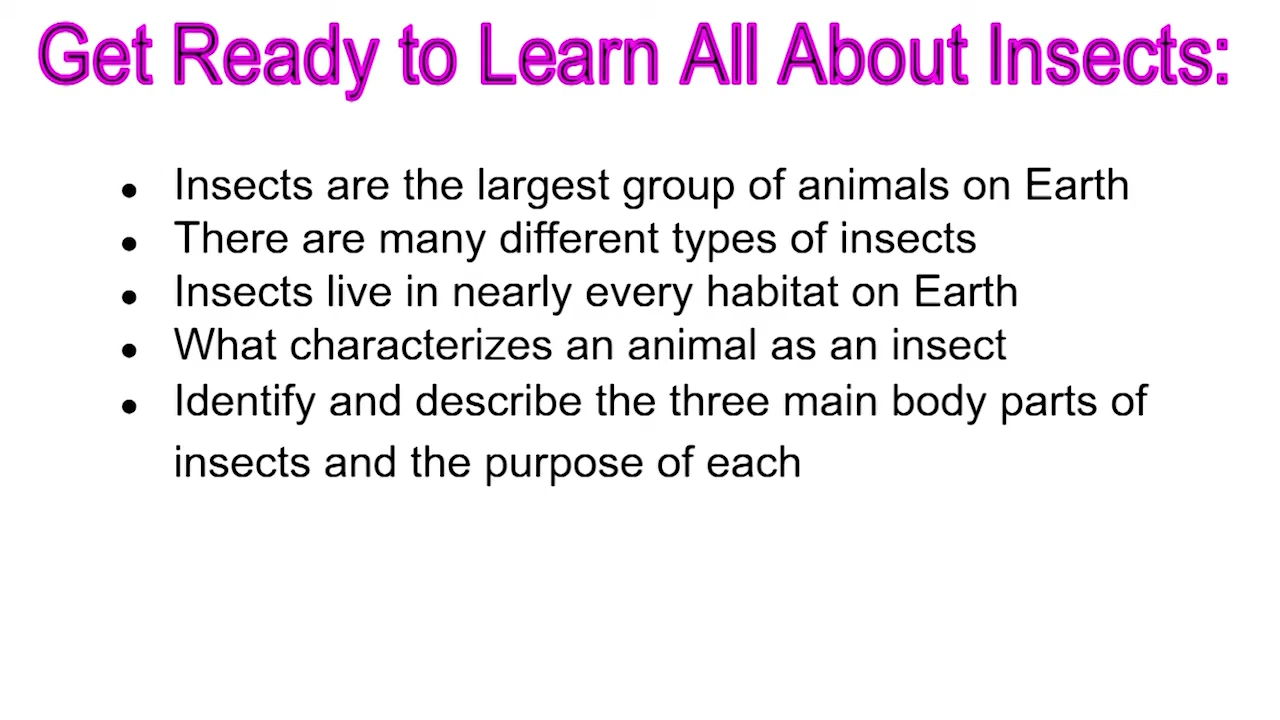 Get Ready to Learn All About Insects:
● Insects are the largest group of animals on Earth
● There are many different types of insects
● Insects live in nearly every habitat on Earth
● What characterizes an animal as an insect
● Identify and describe the three main body parts of
insects and the purpose of each